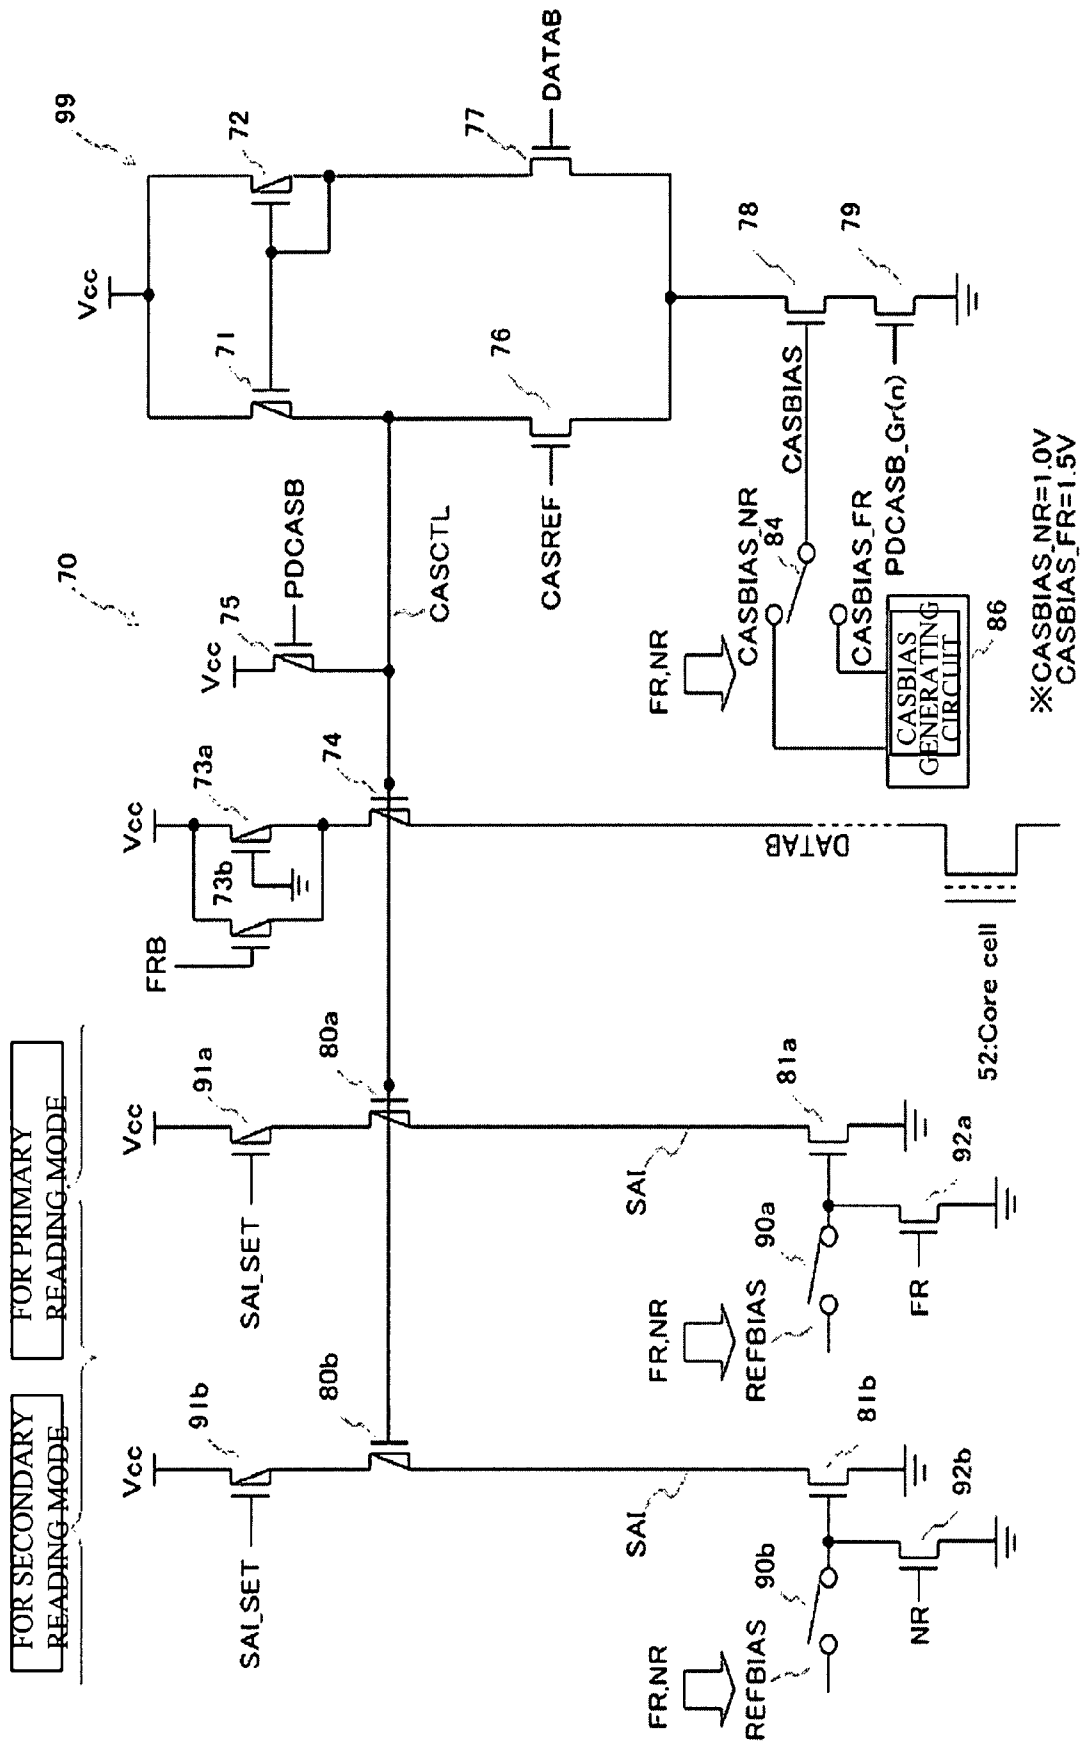 FOR SECONDARY
READING MODE
FOR PRIMARY
READING MODE
70
99
Vcc
91b
SAI_SET
80b
Vcc
91a
SAI_SET
80a
FRB
Vcc
73a
73b
74
Vcc
75
PDCASB
CASCTL
Vcc
71
72
76
77
CASREF
DATAB
SAI
SAI
DATAB
FR,NR
REFBIAS
90b
81b
NR
92b
FR,NR
REFBIAS
90a
81a
FR
92a
52:Core cell
FR,NR
CASBIAS_NR
84
CASBIAS
CASBIAS_FR
78
79
PDCASB_Gr(n)
CASBIAS
GENERATING
CIRCUIT
86
※CASBIAS_NR=1.0V
CASBIAS_FR=1.5V